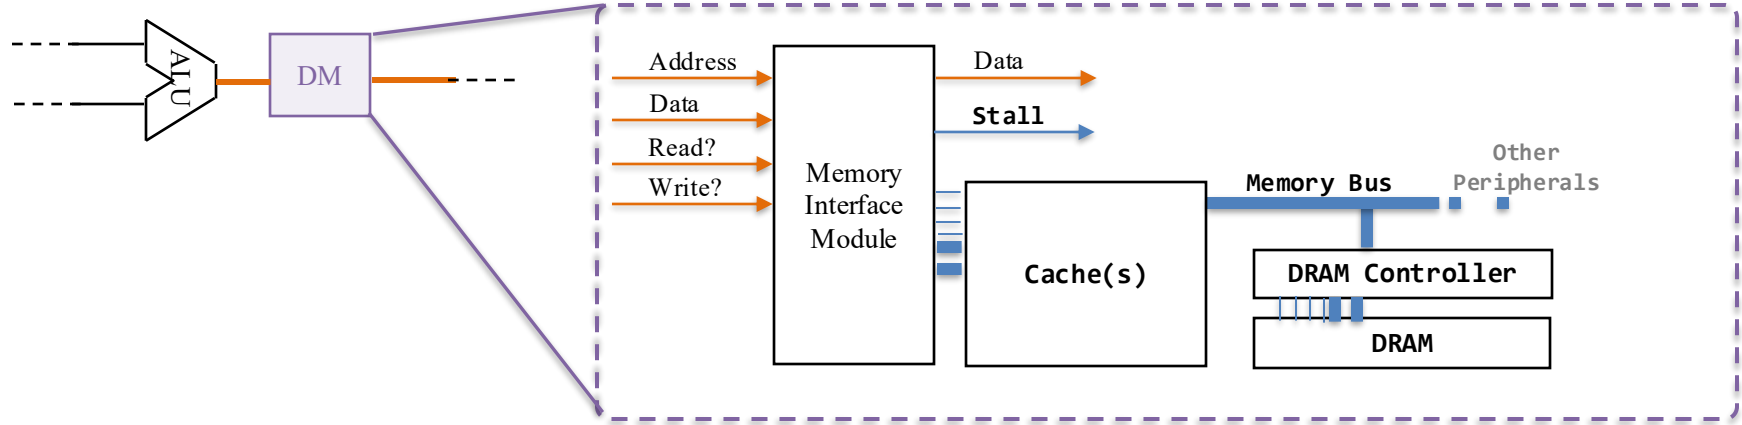 ALU
DM
Address
Data
Read?
Write?
Memory
Interface
Module
Data
Stall
Cache(s)
Memory Bus
Other
Peripherals
DRAM Controller
DRAM